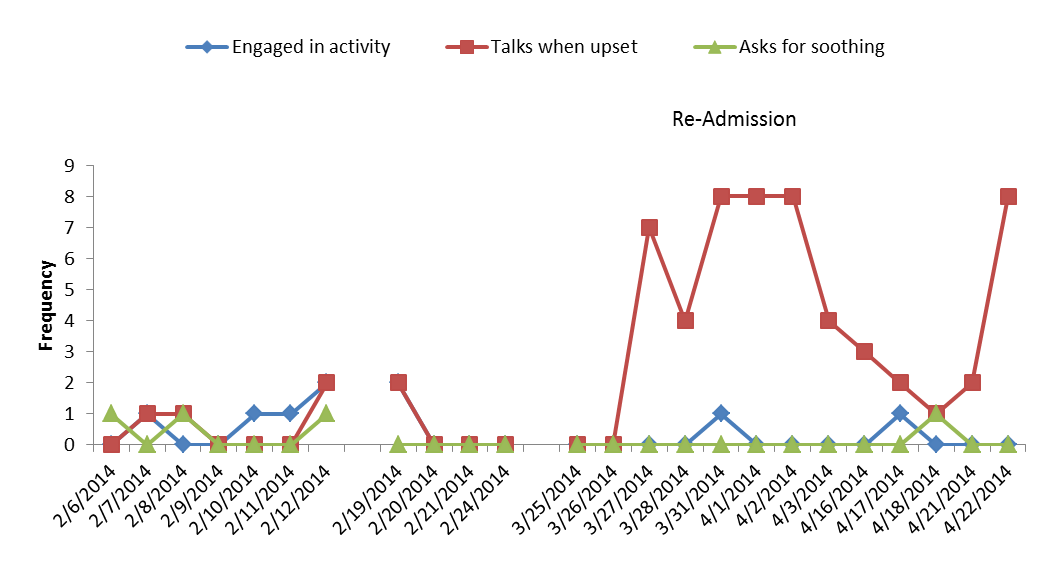 Engaged in activity Talks when upset Asks for soothing
Re-Admission
9
8
7
6
5
4
3
2
1
0
Frequency
2/6/2014 2/7/2014 2/8/2014 2/9/2014 2/10/2014 2/11/2014 2/12/2014 2/19/2014 2/20/2014 2/21/2014 2/24/2014 3/25/2014 3/26/2014 3/27/2014 3/28/2014 3/31/2014 4/1/2014 4/2/2014 4/3/2014 4/16/2014 4/17/2014 4/18/2014 4/21/2014 4/22/2014